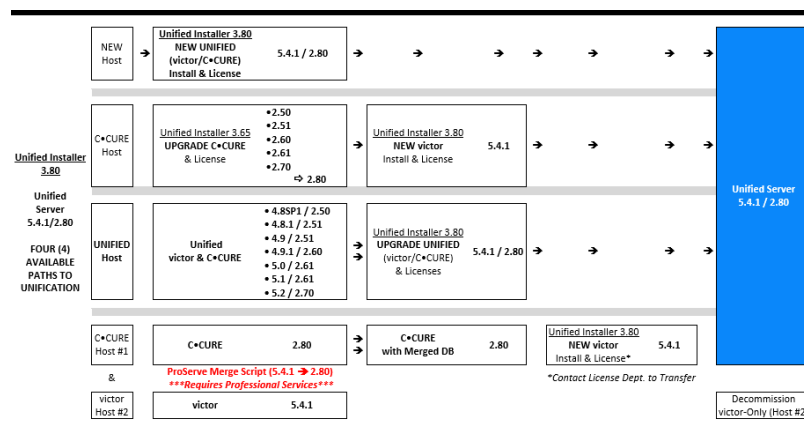 Unified Installer
3.80
Unified
Server
5.4.1/2.80
FOUR (4)
AVAILABLE
PATHS TO
UNIFICATION
NEW
Host
Unified Installer 3.80
NEW UNIFIED
(victor/C•CURE)
Install & License
5.4.1 / 2.80
C•CURE
Host
Unified Installer 3.65
UPGRADE C•CURE
& License
•2.50
•2.51
•2.60
•2.61
•2.70
⇨ 2.80
Unified Installer 3.80
NEW victor
Install & License
5.4.1
UNIFIED
Host
Unified
victor & C•CURE
• 4.8SP1 / 2.50
• 4.8.1 / 2.51
• 4.9 / 2.51
• 4.9.1 / 2.60
• 5.0 / 2.61
• 5.1 / 2.61
• 5.2 / 2.70
Unified Installer 3.80
UPGRADE UNIFIED
(victor/C•CURE)
& Licenses
5.4.1 / 2.80
Unified Server
5.4.1 / 2.80
C•CURE
Host #1
C•CURE 2.80
C•CURE
with Merged DB
2.80
Unified Installer 3.80
NEW victor
Install & License*
5.4.1
&
ProServe Merge Script (5.4.1 ➔ 2.80)
***Requires Professional Services***
*Contact License Dept. to Transfer
victor
Host #2
victor 5.4.1
Decommission
victor-Only (Host #2